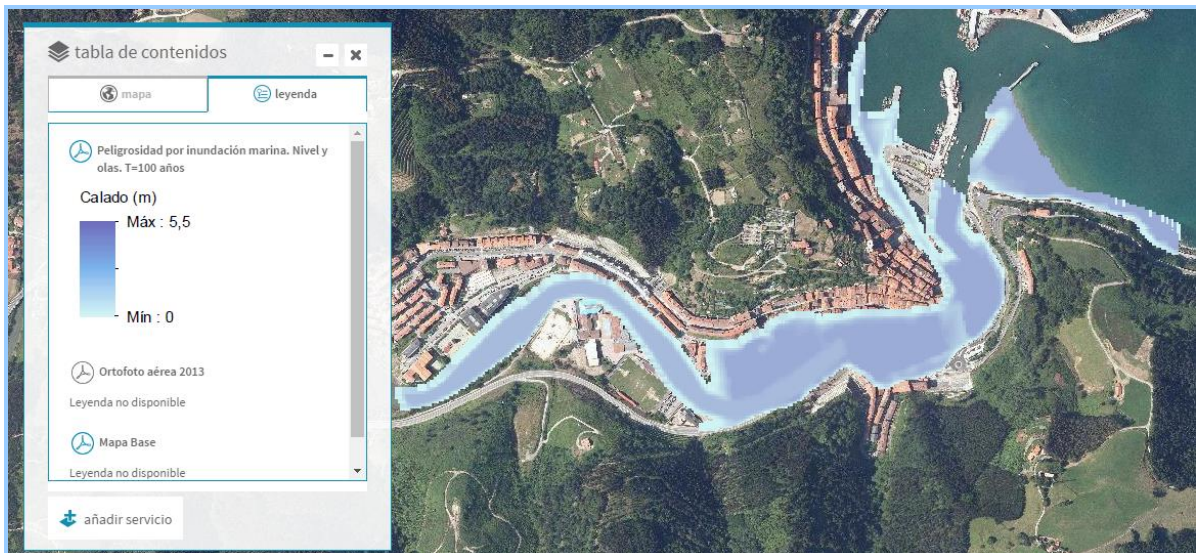 tabla de contenidos
mapa
leyenda
Peligrosidad por inundación marina. Nivel y
olas. T=100 años
Calado (m)
Máx : 5,5
Mín : 0
Ortofoto aérea 2013
Leyenda no disponible
Mapa Base
Leyenda no disponible
añadir servicio